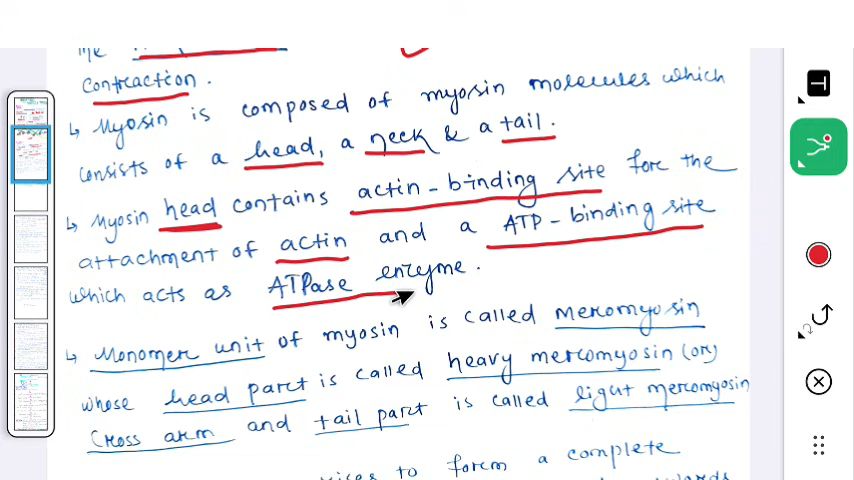 contraction.
↳ Myosin is composed of myosin molecules which
consists of a head, a neck & a tail.
↳ Myosin head contains actin-binding site for the
attachment of actin and a ATP-binding site
which acts as ATPase enzyme.
↳ Monomer unit of myosin is called meromyosin
whose head part is called heavy meromyosin (or)
Cross arm and tail part is called light meromyosin
to form a complete
T